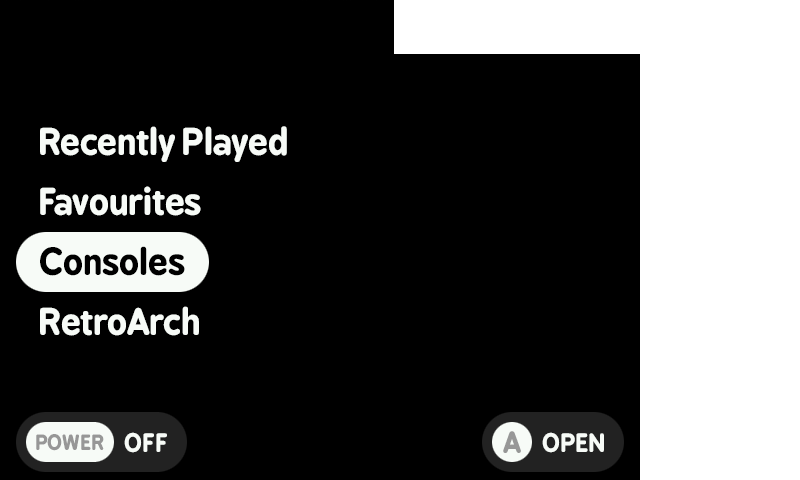 Recently Played
Favourites
Consoles
RetroArch
POWER OFF
A OPEN